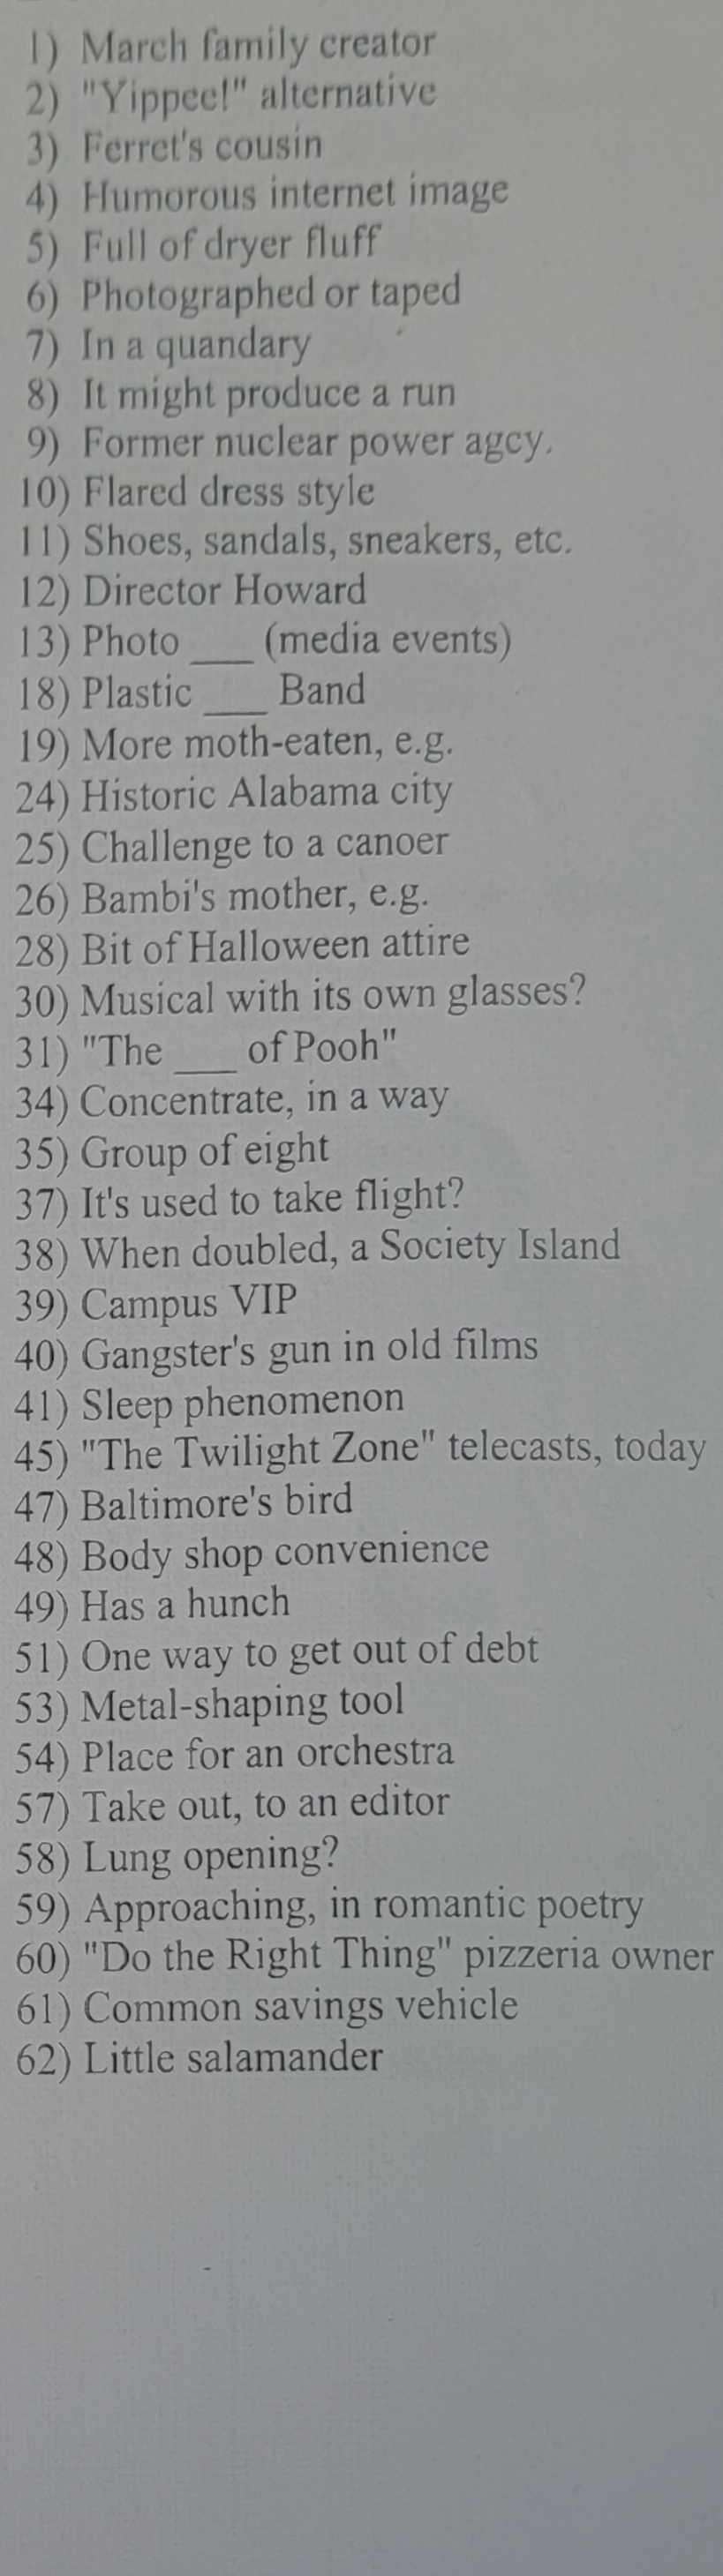 1) March family creator
2) "Yippee!" alternative
3) Ferret's cousin
4) Humorous internet image
5) Full of dryer fluff
6) Photographed or taped
7) In a quandary
8) It might produce a run
9) Former nuclear power agcy.
10) Flared dress style
11) Shoes, sandals, sneakers, etc.
12) Director Howard
13) Photo ___ (media events)
18) Plastic ___ Band
19) More moth-eaten, e.g.
24) Historic Alabama city
25) Challenge to a canoer
26) Bambi's mother, e.g.
28) Bit of Halloween attire
30) Musical with its own glasses?
31) "The ___ of Pooh"
34) Concentrate, in a way
35) Group of eight
37) It's used to take flight?
38) When doubled, a Society Island
39) Campus VIP
40) Gangster's gun in old films
41) Sleep phenomenon
45) "The Twilight Zone" telecasts, today
47) Baltimore's bird
48) Body shop convenience
49) Has a hunch
51) One way to get out of debt
53) Metal-shaping tool
54) Place for an orchestra
57) Take out, to an editor
58) Lung opening?
59) Approaching, in romantic poetry
60) "Do the Right Thing" pizzeria owner
61) Common savings vehicle
62) Little salamander